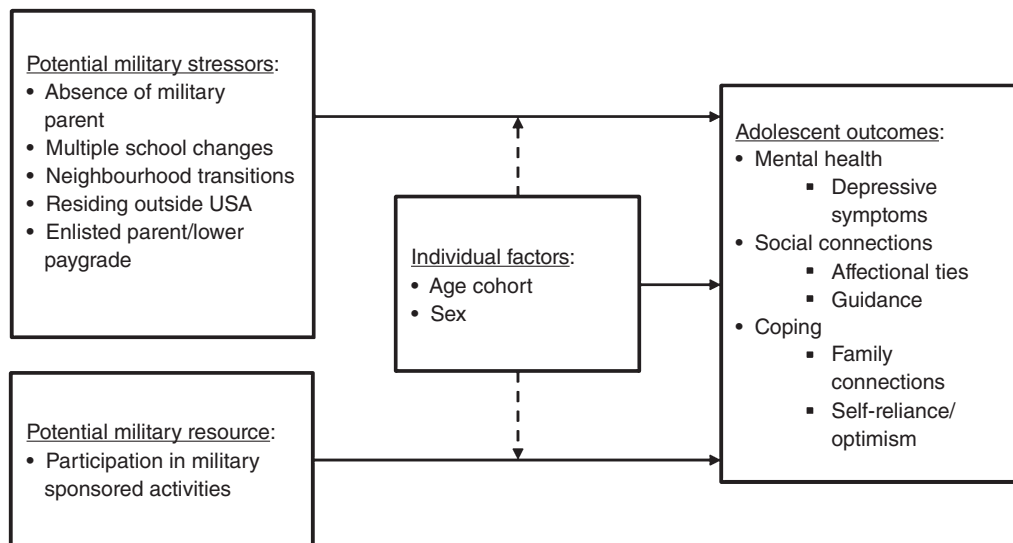 Potential military stressors:
• Absence of military
parent
• Multiple school changes
• Neighbourhood transitions
• Residing outside USA
• Enlisted parent/lower
paygrade
Potential military resource:
• Participation in military
sponsored activities
Individual factors:
• Age cohort
• Sex
Adolescent outcomes:
• Mental health
▪ Depressive
symptoms
• Social connections
▪ Affectional ties
▪ Guidance
• Coping
▪ Family
connections
▪ Self-reliance/
optimism